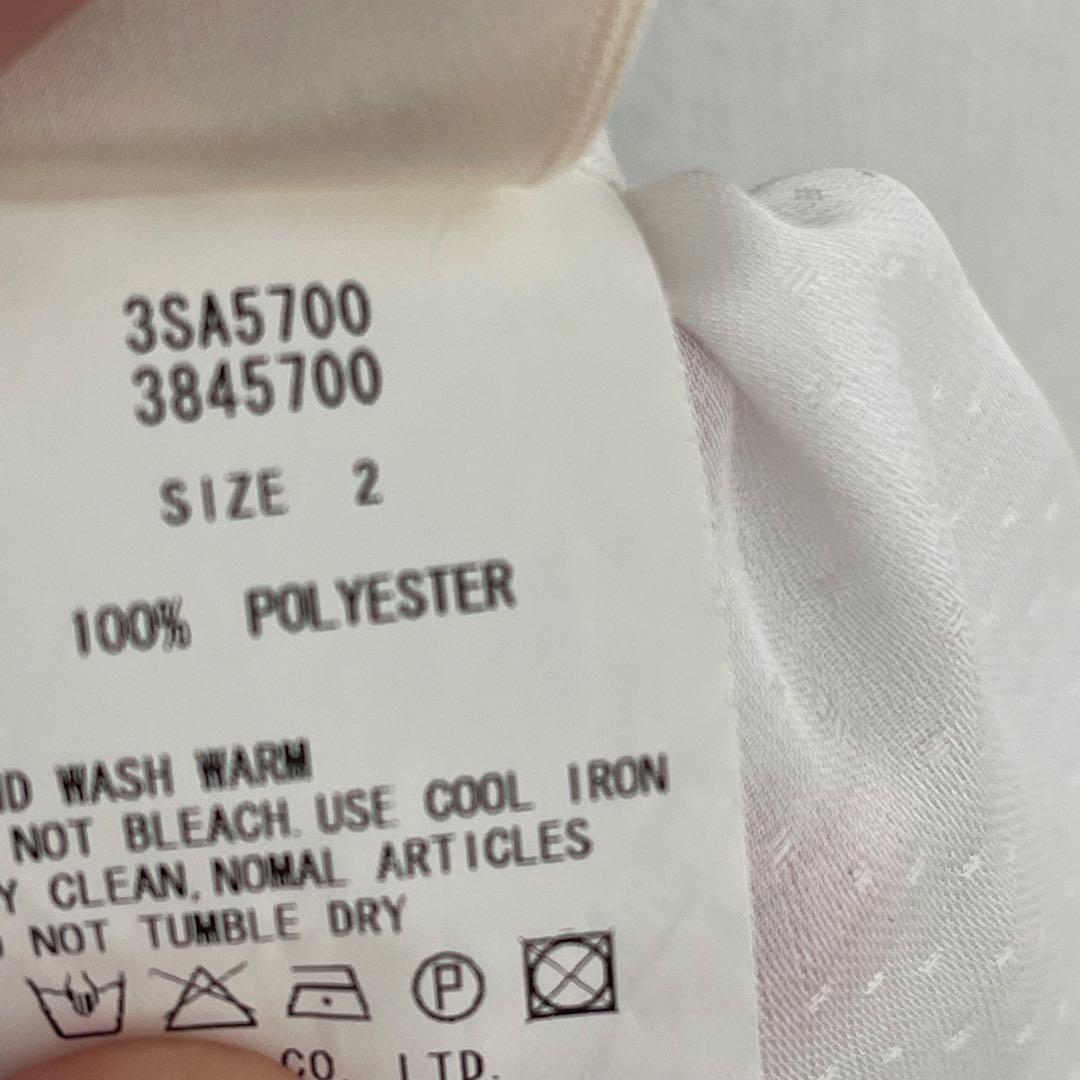 3SA5700
3845700
SIZE 2
100% POLYESTER
WASH WARM
NOT BLEACH. USE COOL IRON
CLEAN, NOMAL ARTICLES
NOT TUMBLE DRY
P
CO. LTD.